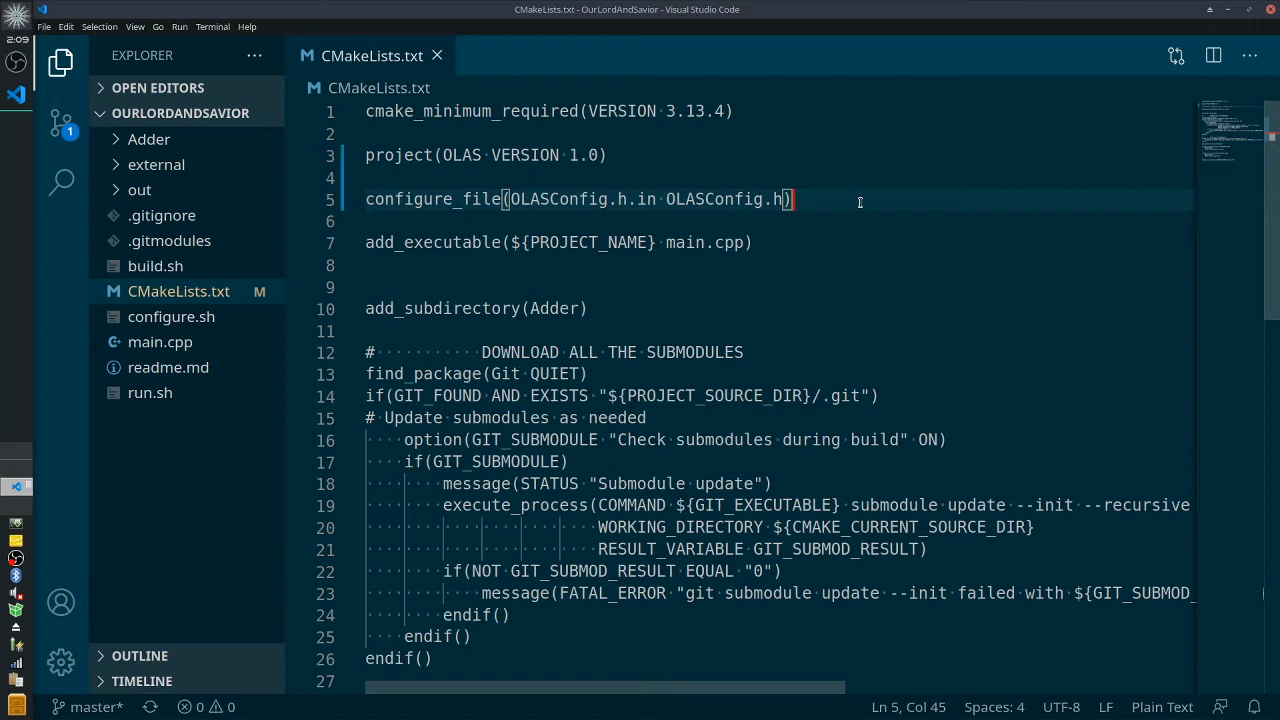 CMakeLists.txt - OurLordAndSavior - Visual Studio Code
File Edit Selection View Go Run Terminal Help
2:09
EXPLORER
OPEN EDITORS
OURLORDANDSAVIOR
Adder
external
out
.gitignore
.gitmodules
build.sh
CMakeLists.txt M
configure.sh
main.cpp
readme.md
run.sh
OUTLINE
TIMELINE
1
CMakeLists.txt
CMakeLists.txt
1 cmake_minimum_required(VERSION·3.13.4)
2
3 project(OLAS·VERSION·1.0)
4
5 configure_file(OLASConfig.h.in·OLASConfig.h)
6
7 add_executable(${PROJECT_NAME}·main.cpp)
8
9
10 add_subdirectory(Adder)
11
12 #···········DOWNLOAD·ALL·THE·SUBMODULES
13 find_package(Git·QUIET)
14 if(GIT_FOUND·AND·EXISTS·"${PROJECT_SOURCE_DIR}/.git")
15 #·Update·submodules·as·needed
16 ····option(GIT_SUBMODULE·"Check·submodules·during·build"·ON)
17 ····if(GIT_SUBMODULE)
18 ········message(STATUS·"Submodule·update")
19 ········execute_process(COMMAND·${GIT_EXECUTABLE}·submodule·update·--init·--recursive
20 ························WORKING_DIRECTORY·${CMAKE_CURRENT_SOURCE_DIR}
21 ························RESULT_VARIABLE·GIT_SUBMOD_RESULT)
22 ········if(NOT·GIT_SUBMOD_RESULT·EQUAL·"0")
23 ············message(FATAL_ERROR·"git·submodule·update·--init·failed·with·${GIT_SUBMOD_
24 ········endif()
25 ····endif()
26 endif()
27
master* 0 0 Ln 5, Col 45 Spaces: 4 UTF-8 LF Plain Text